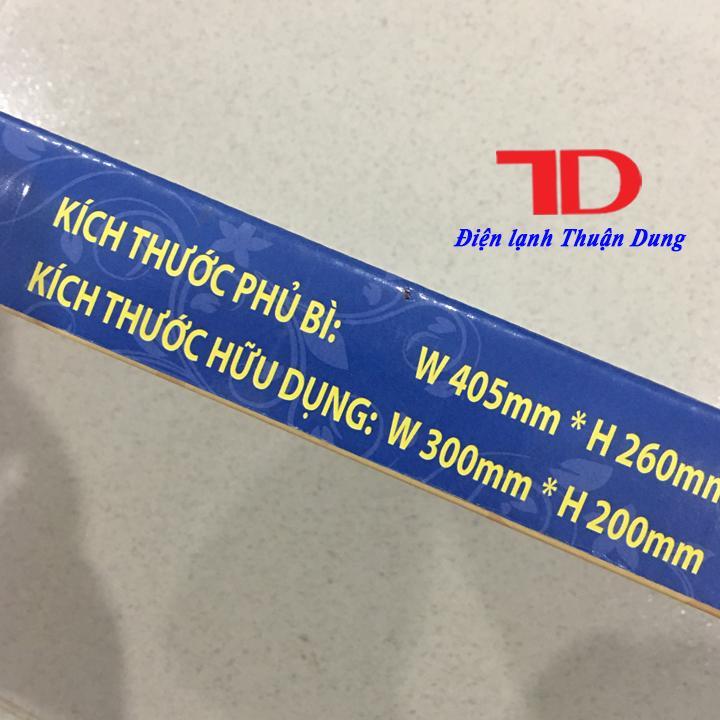 TD
Điện lạnh Thuận Dung
KÍCH THƯỚC PHỦ BÌ: W 405mm * H 260mm
KÍCH THƯỚC HỮU DỤNG: W 300mm * H 200mm